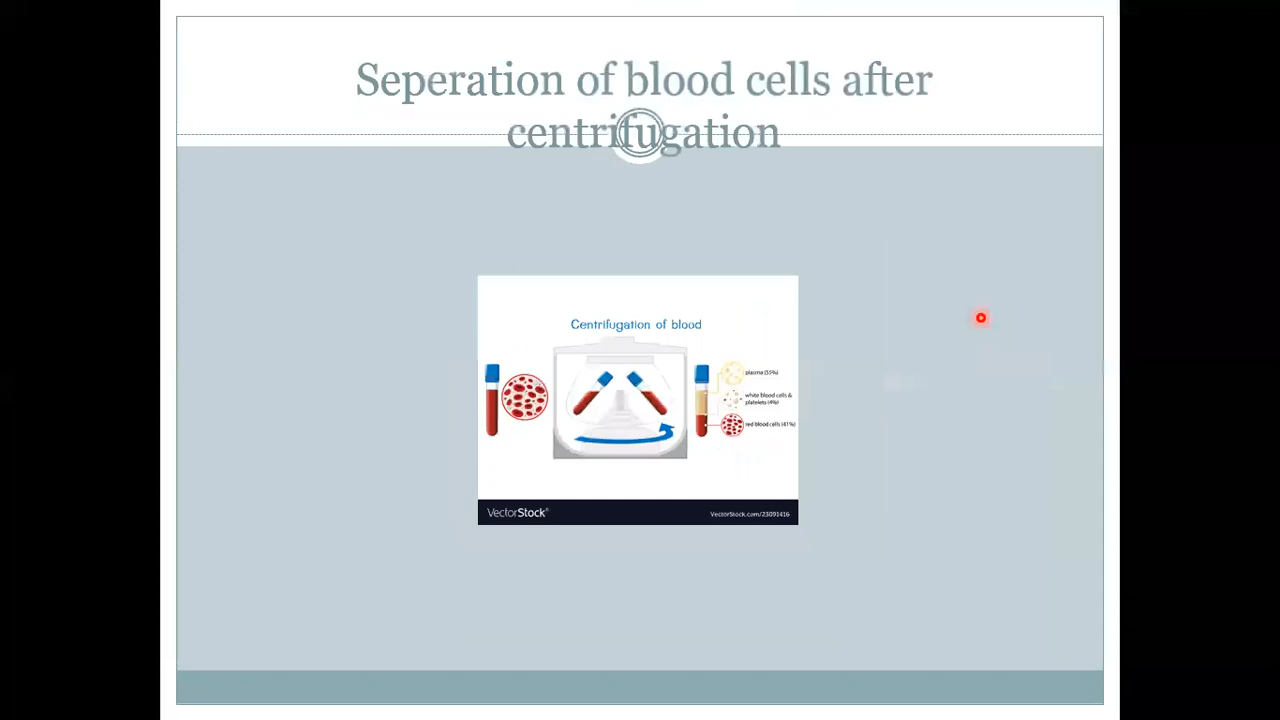 Seperation of blood cells after
centrifugation
Centrifugation of blood
plasma (55%)
white blood cells &
platelets (4%)
red blood cells (41%)
VectorStock®
VectorStock.com/23091416